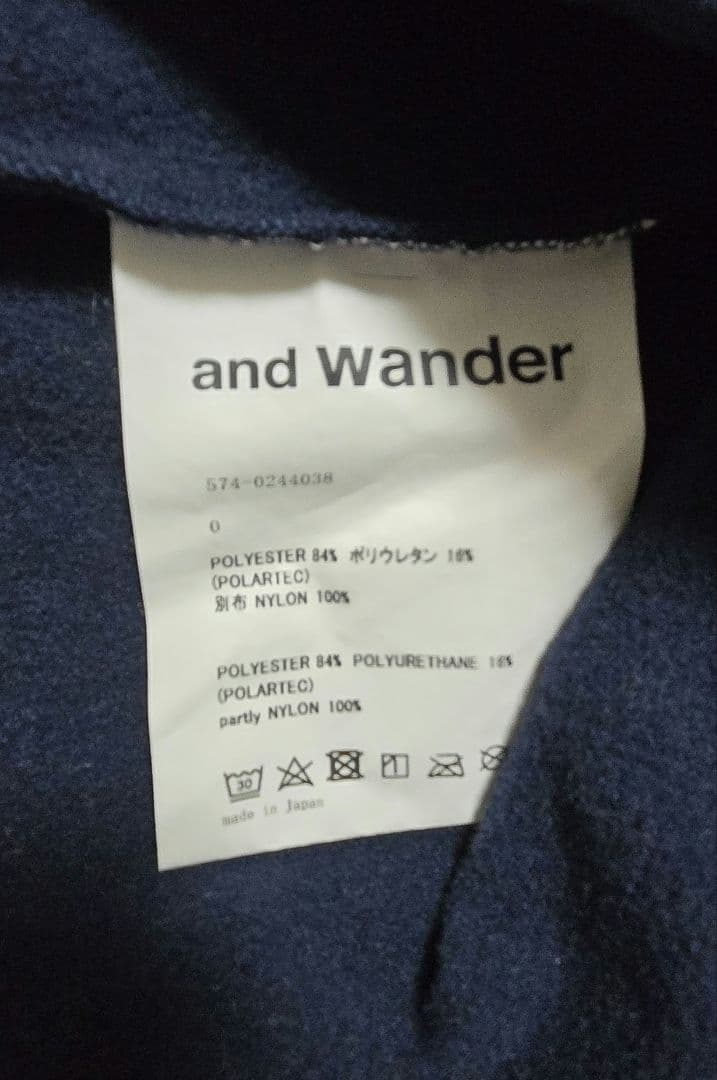 and wander
574-0244038
0
POLYESTER 84% ポリウレタン 16%
(POLARTEC)
別布 NYLON 100%
POLYESTER 84% POLYURETHANE 16%
(POLARTEC)
partly NYLON 100%
30
made in Japan